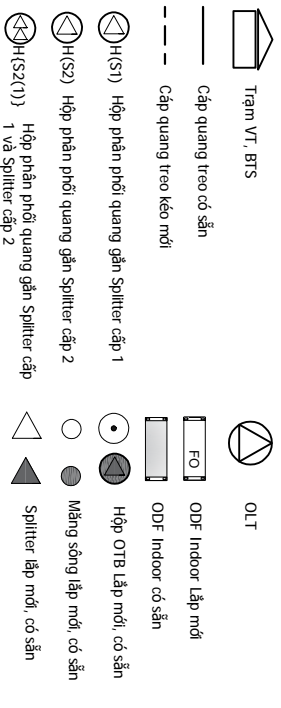 Trạm VT, BTS
Cáp quang treo có sẵn
Cáp quang treo kéo mới
H(S1) Hộp phân phối quang gắn Splitter cấp 1
H(S2) Hộp phân phối quang gắn Splitter cấp 2
H{S2(1)} Hộp phân phối quang gắn Splitter cấp
1 và Splitter cấp 2
OLT
FO ODF Indoor Lắp mới
ODF Indoor có sẵn
Hộp OTB Lắp mới, có sẵn
Măng sông lắp mới, có sẵn
Splitter lắp mới, có sẵn